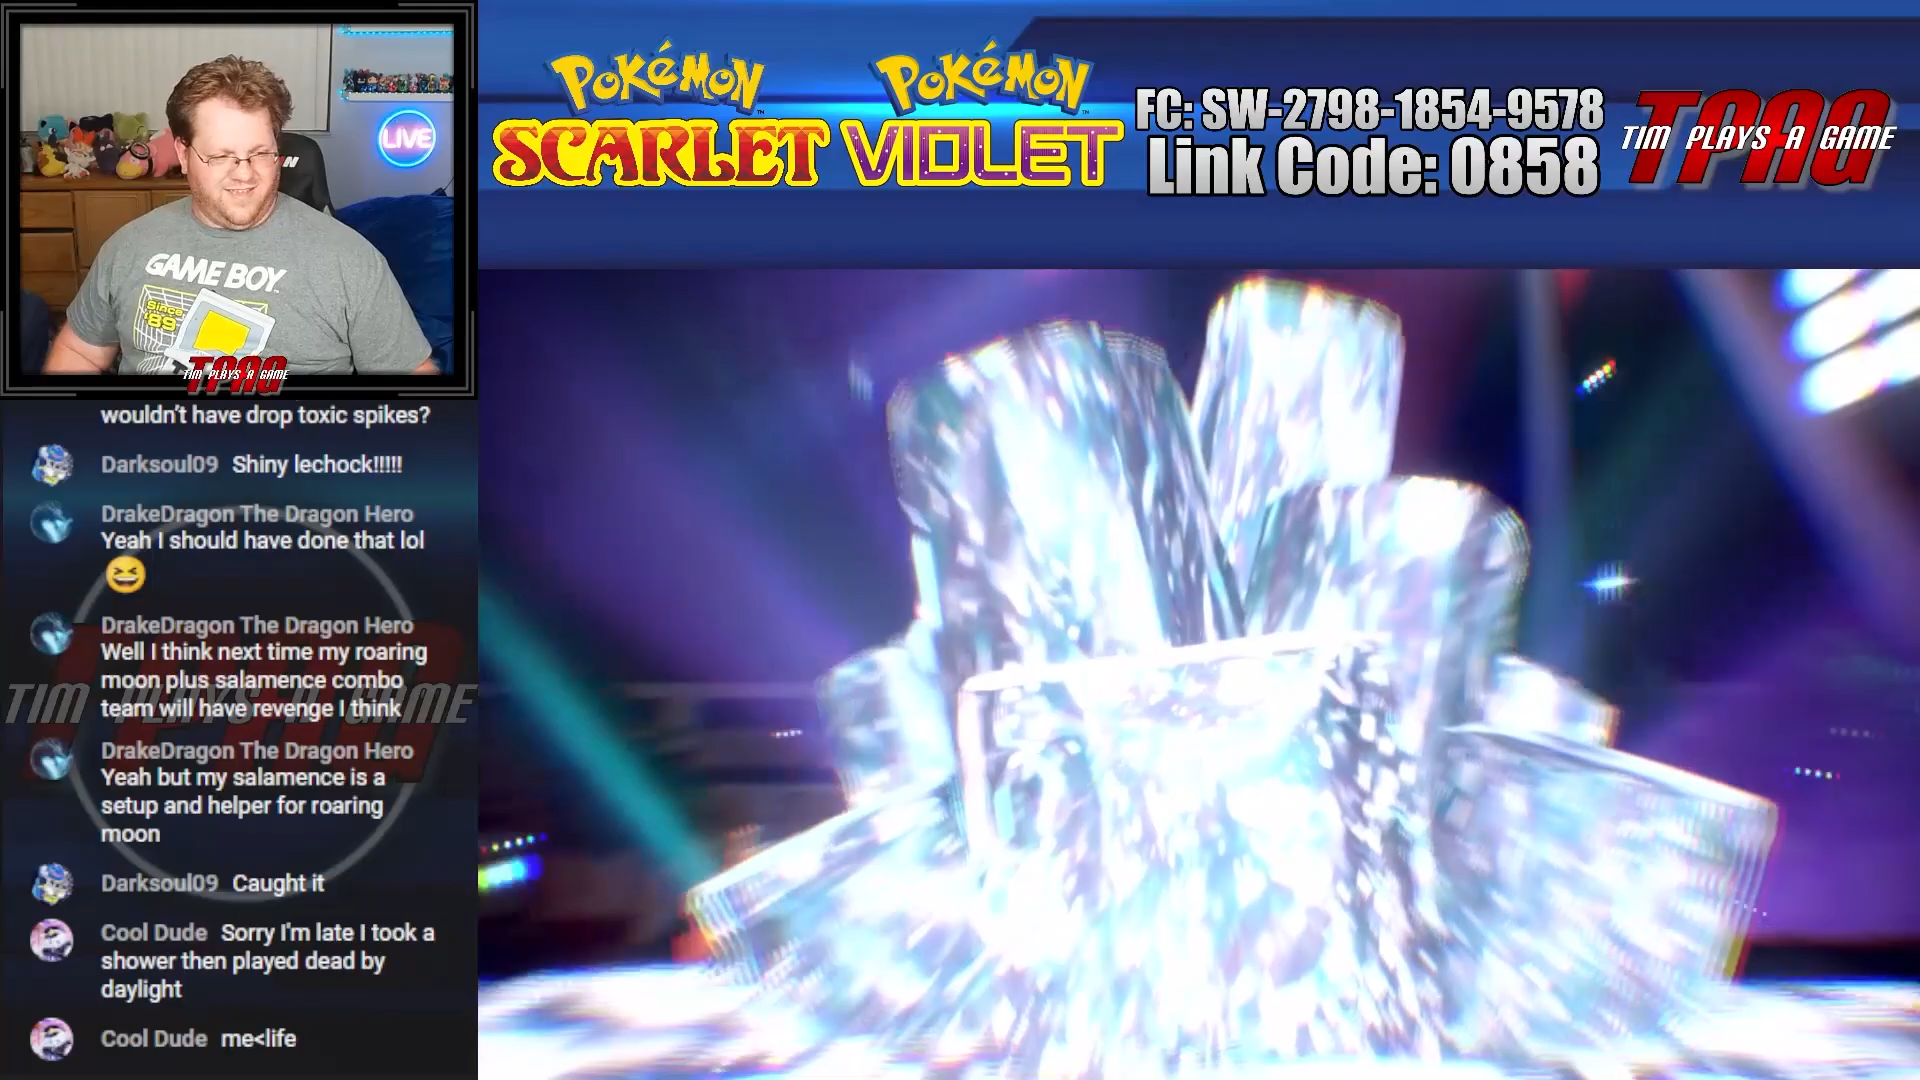 POKéMON
SCARLET
POKéMON
VIOLET
FC: SW-2798-1854-9578
Link Code: 0858
TPAG
TIM PLAYS A GAME
LIVE
N
GAME BOY
Since
'89
TPAG
TIM PLAYS A GAME
wouldn’t have drop toxic spikes?
Darksoul09 Shiny lechock!!!!!
DrakeDragon The Dragon Hero
Yeah I should have done that lol
😆
DrakeDragon The Dragon Hero
Well I think next time my roaring
moon plus salamence combo
team will have revenge I think
TIM PLAYS A GAME
DrakeDragon The Dragon Hero
Yeah but my salamence is a
setup and helper for roaring
moon
Darksoul09 Caught it
Cool Dude Sorry I'm late I took a
shower then played dead by
daylight
Cool Dude me<life